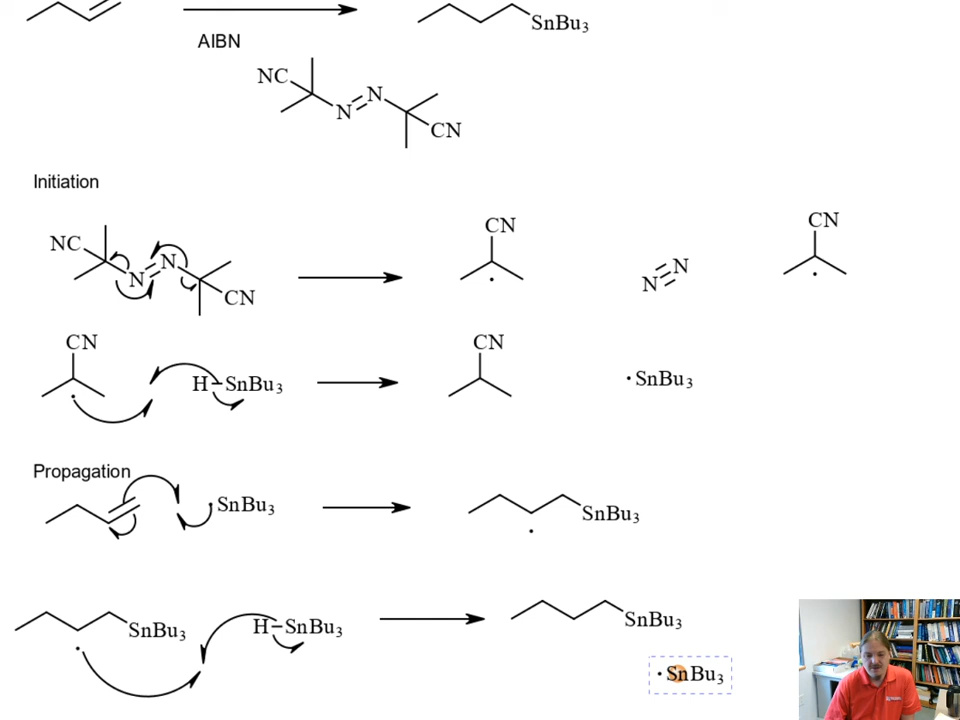 SnBu3
AIBN
NC
N
N
CN
Initiation
NC
N
N
CN
CN
N
N
CN
CN
H SnBu3
CN
SnBu3
Propagation
SnBu3
SnBu3
SnBu3
H SnBu3
SnBu3
SnBu3